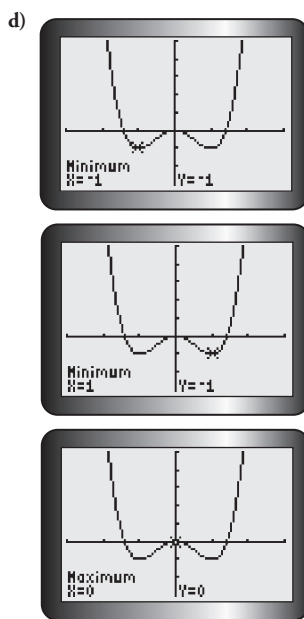 d)
Minimum
X=-1 Y=-1
Minimum
X=1 Y=-1
Maximum
X=0 Y=0